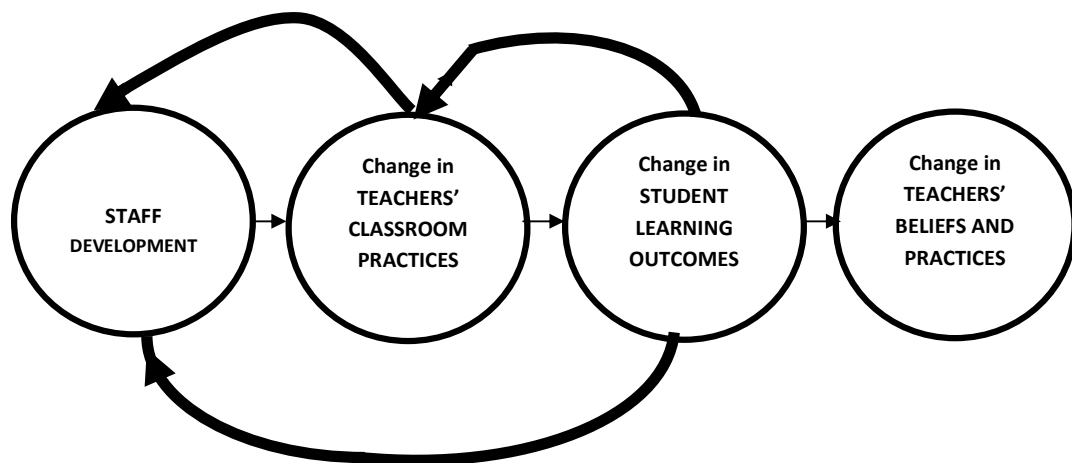 STAFF
DEVELOPMENT
Change in
TEACHERS’
CLASSROOM
PRACTICES
Change in
STUDENT
LEARNING
OUTCOMES
Change in
TEACHERS’
BELIEFS AND
PRACTICES